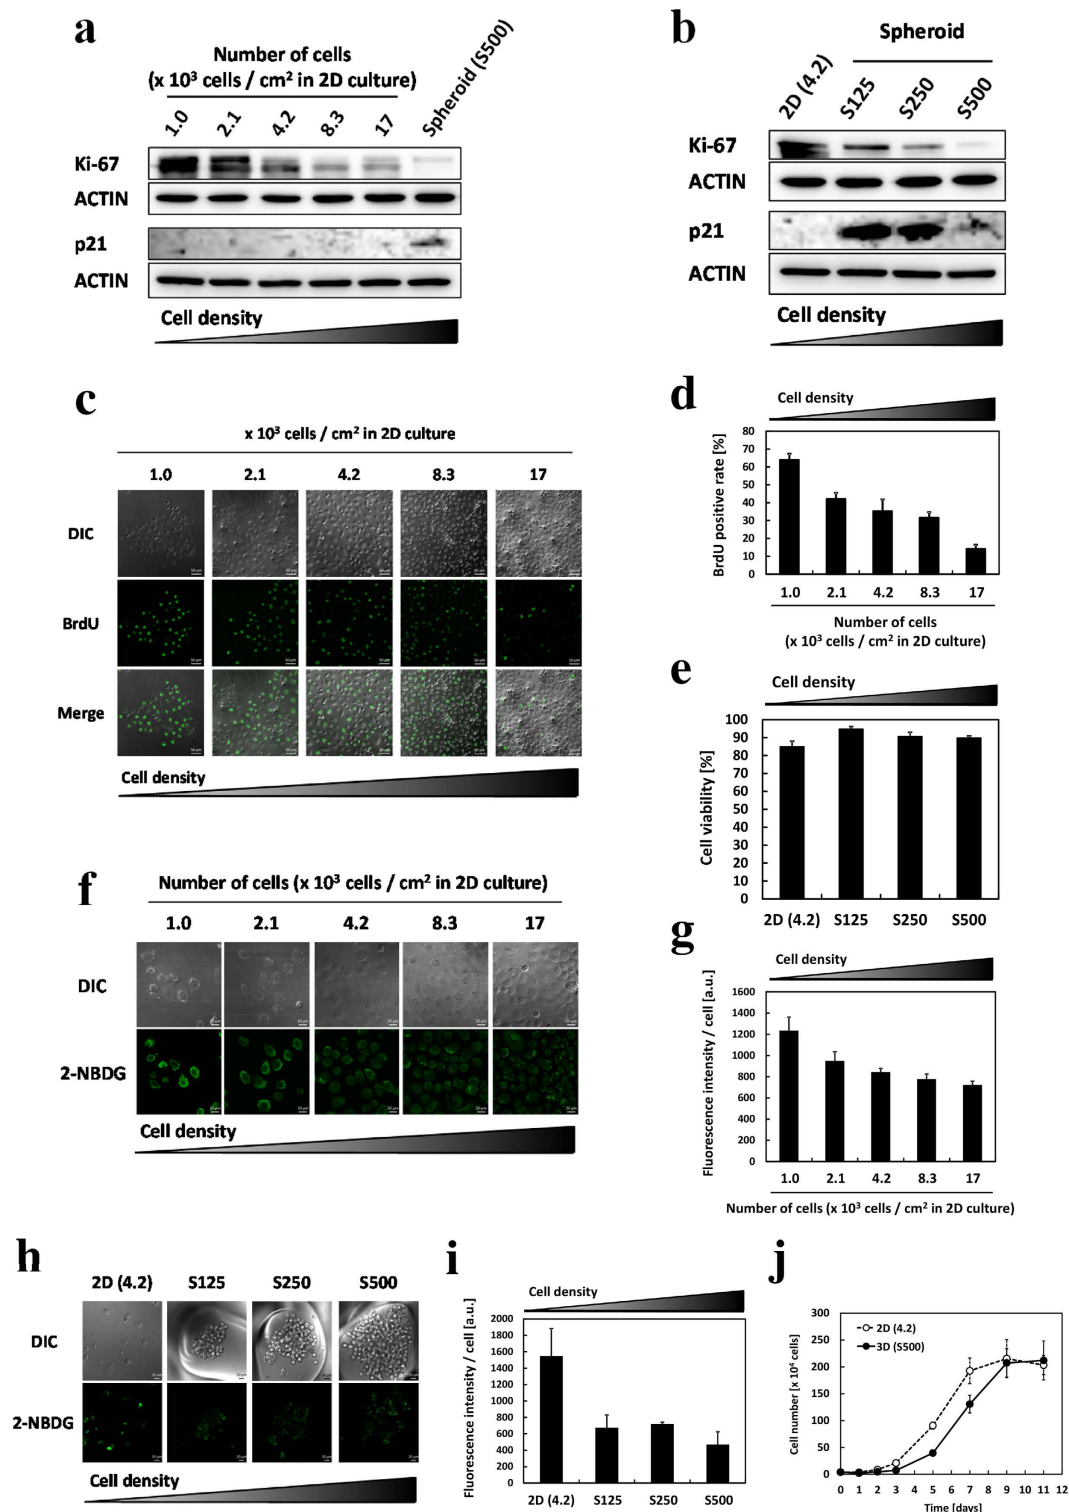 a
Number of cells
(x 10³ cells / cm² in 2D culture)
1.0 2.1 4.2 8.3 17 Spheroid (S500)
Ki-67
ACTIN
p21
ACTIN
Cell density
b
Spheroid
2D (4.2) S125 S250 S500
Ki-67
ACTIN
p21
ACTIN
Cell density
c
x 10³ cells / cm² in 2D culture
1.0 2.1 4.2 8.3 17
DIC
BrdU
Merge
Cell density
d
Cell density
BrdU positive rate [%]
80
70
60
50
40
30
20
10
0
1.0 2.1 4.2 8.3 17
Number of cells
(x 10³ cells / cm² in 2D culture)
e
Cell density
Cell viability [%]
100
90
80
70
60
50
40
30
20
10
0
2D (4.2) S125 S250 S500
f
Number of cells (x 10³ cells / cm² in 2D culture)
1.0 2.1 4.2 8.3 17
DIC
2-NBDG
Cell density
g
Cell density
Fluorescence intensity / cell [a.u.]
1600
1400
1200
1000
800
600
400
200
0
1.0 2.1 4.2 8.3 17
Number of cells (x 10³ cells / cm² in 2D culture)
h
2D (4.2) S125 S250 S500
DIC
2-NBDG
Cell density
i
Cell density
Fluorescence intensity / cell [a.u.]
2000
1800
1600
1400
1200
1000
800
600
400
200
0
2D (4.2) S125 S250 S500
j
Cell number [x 10⁴ cells]
300
250
200
150
100
50
0
2D (4.2)
3D (S500)
0 1 2 3 4 5 6 7 8 9 10 11 12
Time [days]